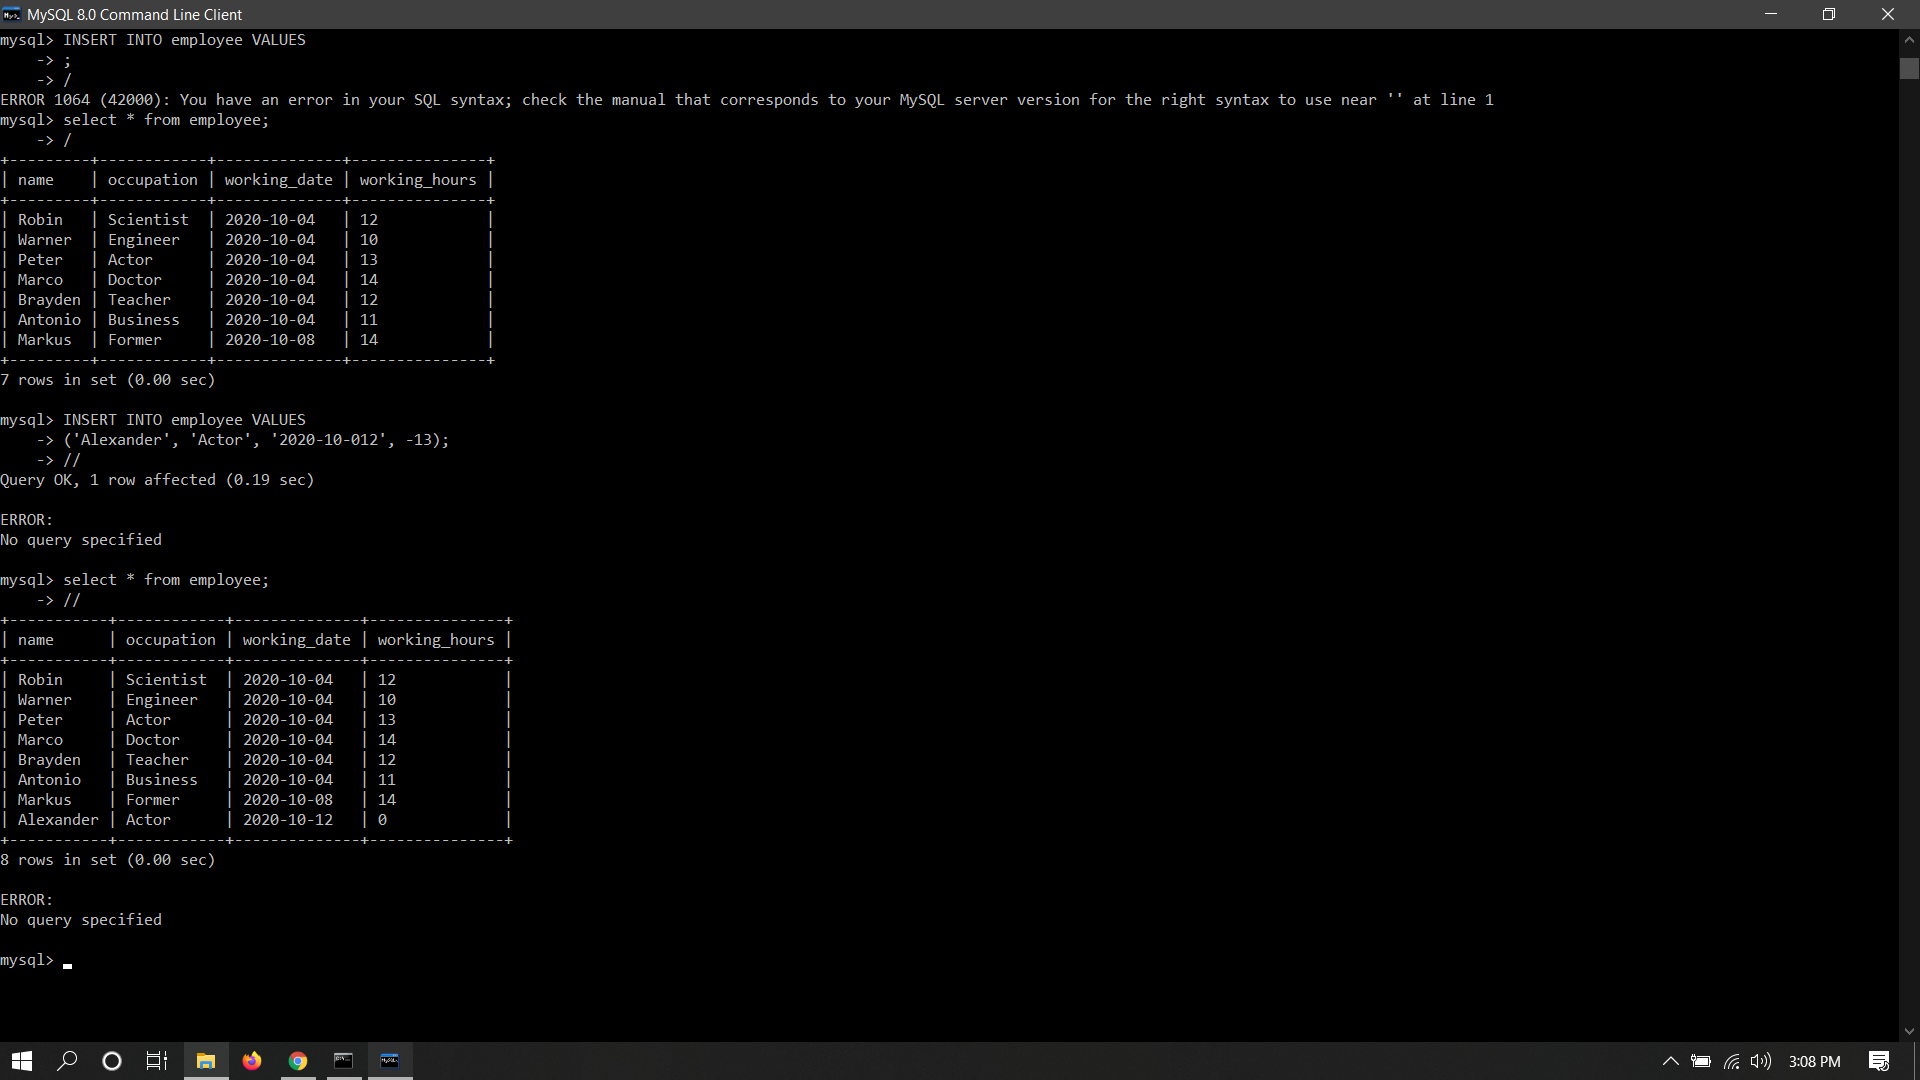 MySQL 8.0 Command Line Client
mysql> INSERT INTO employee VALUES
    -> ;
    -> /
ERROR 1064 (42000): You have an error in your SQL syntax; check the manual that corresponds to your MySQL server version for the right syntax to use near '' at line 1
mysql> select * from employee;
    -> /
+---------+------------+--------------+---------------+
| name    | occupation | working_date | working_hours |
+---------+------------+--------------+---------------+
| Robin   | Scientist  | 2020-10-04   | 12            |
| Warner  | Engineer   | 2020-10-04   | 10            |
| Peter   | Actor      | 2020-10-04   | 13            |
| Marco   | Doctor     | 2020-10-04   | 14            |
| Brayden | Teacher    | 2020-10-04   | 12            |
| Antonio | Business   | 2020-10-04   | 11            |
| Markus  | Former     | 2020-10-08   | 14            |
+---------+------------+--------------+---------------+
7 rows in set (0.00 sec)
mysql> INSERT INTO employee VALUES
    -> ('Alexander', 'Actor', '2020-10-012', -13);
    -> //
Query OK, 1 row affected (0.19 sec)
ERROR:
No query specified
mysql> select * from employee;
    -> //
+-----------+------------+--------------+---------------+
| name      | occupation | working_date | working_hours |
+-----------+------------+--------------+---------------+
| Robin     | Scientist  | 2020-10-04   | 12            |
| Warner    | Engineer   | 2020-10-04   | 10            |
| Peter     | Actor      | 2020-10-04   | 13            |
| Marco     | Doctor     | 2020-10-04   | 14            |
| Brayden   | Teacher    | 2020-10-04   | 12            |
| Antonio   | Business   | 2020-10-04   | 11            |
| Markus    | Former     | 2020-10-08   | 14            |
| Alexander | Actor      | 2020-10-12   | 0             |
+-----------+------------+--------------+---------------+
8 rows in set (0.00 sec)
ERROR:
No query specified
mysql> _
3:08 PM